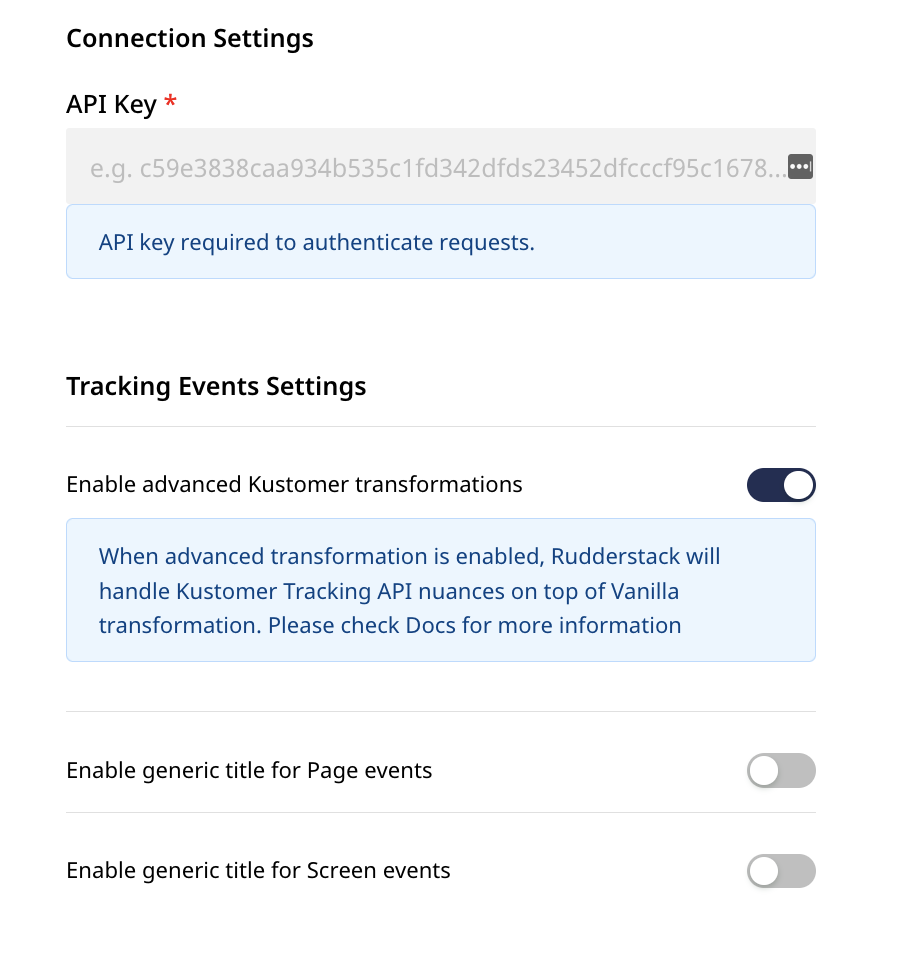 Connection Settings
API Key *
e.g. c59e3838caa934b535c1fd342dfds23452dfcccf95c1678...
API key required to authenticate requests.
Tracking Events Settings
Enable advanced Kustomer transformations
When advanced transformation is enabled, Rudderstack will
handle Kustomer Tracking API nuances on top of Vanilla
transformation. Please check Docs for more information
Enable generic title for Page events
Enable generic title for Screen events